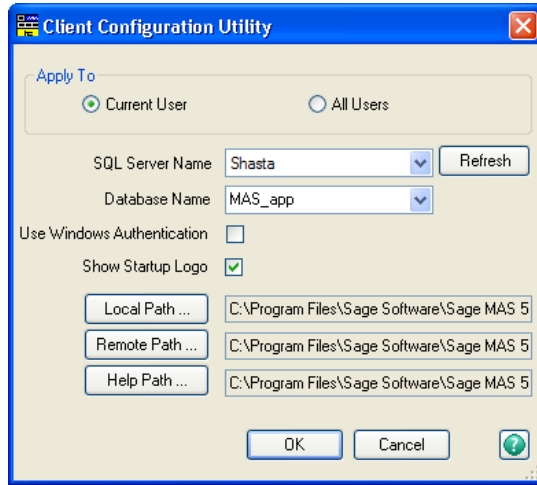 Client Configuration Utility
Apply To
Current User All Users
SQL Server Name Shasta Refresh
Database Name MAS_app
Use Windows Authentication
Show Startup Logo
Local Path ... C:\Program Files\Sage Software\Sage MAS 5
Remote Path ... C:\Program Files\Sage Software\Sage MAS 5
Help Path ... C:\Program Files\Sage Software\Sage MAS 5
OK Cancel ?